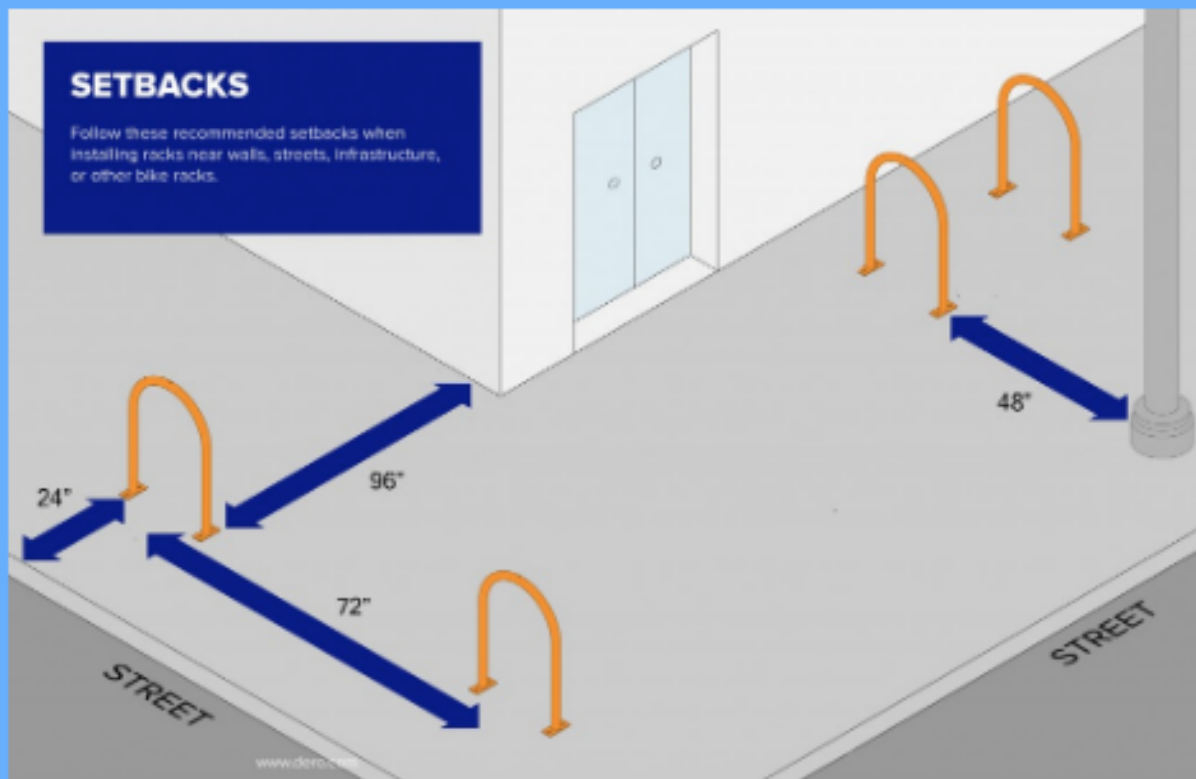 SETBACKS
Follow these recommended setbacks when
installing racks near walls, streets, infrastructure,
or other bike racks.
48”
96”
24”
72”
STREET
STREET
www.dero.com